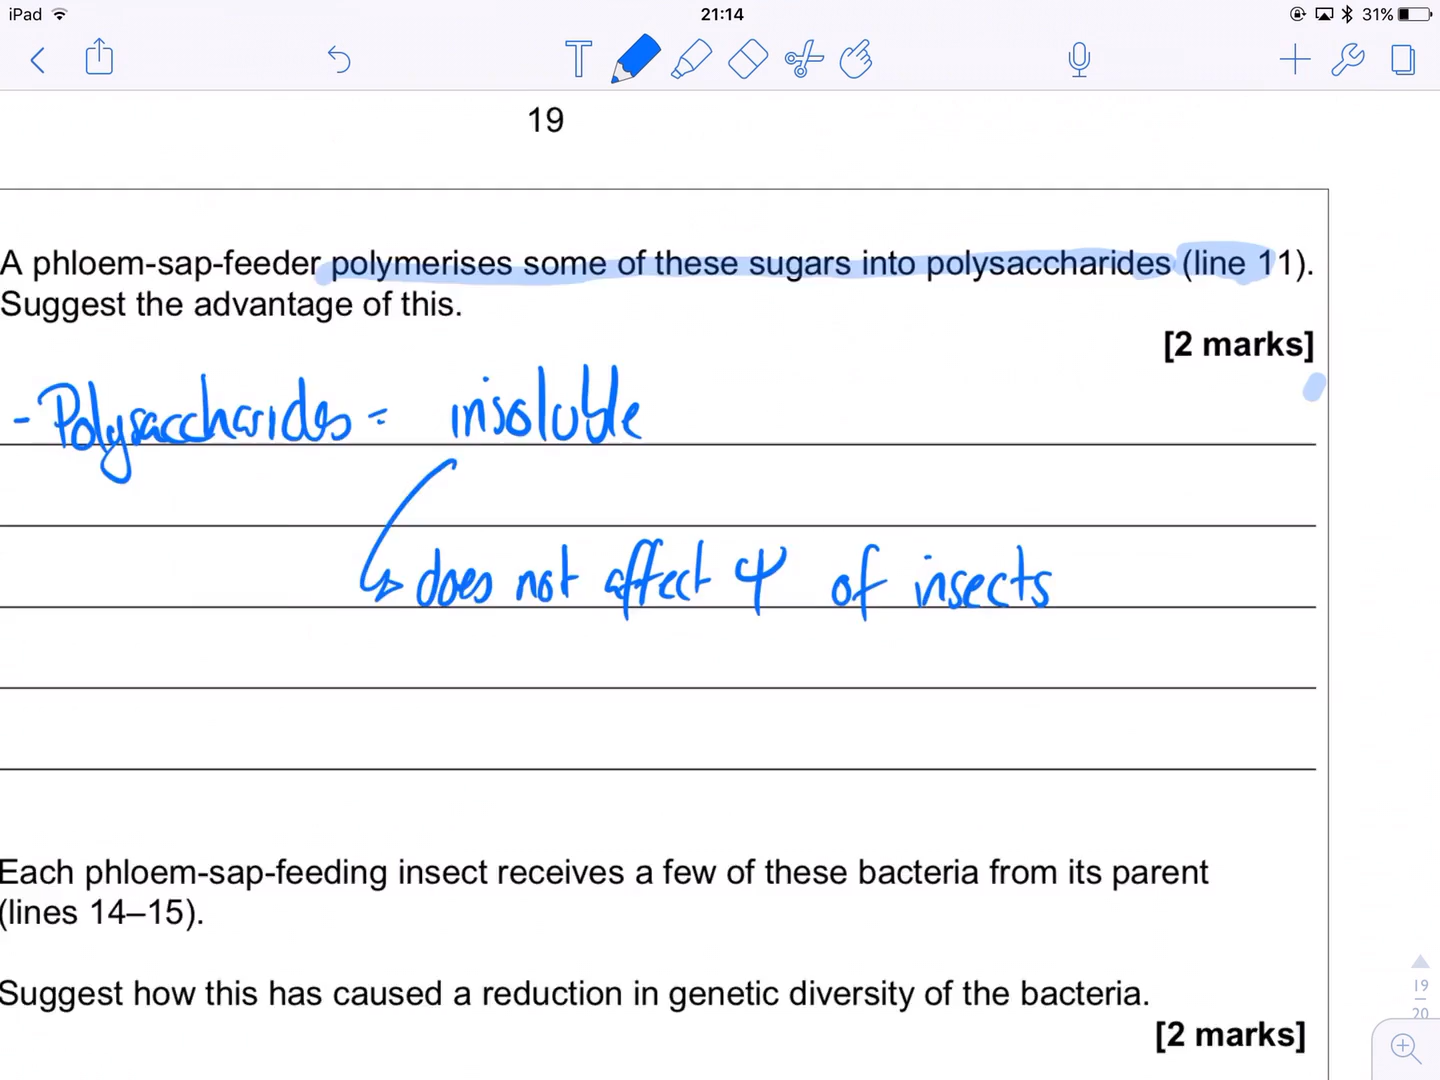 iPad 21:14 31%
T
19
A phloem-sap-feeder polymerises some of these sugars into polysaccharides (line 11).
Suggest the advantage of this.
[2 marks]
- Polysaccharides = insoluble
does not affect Ψ of insects
Each phloem-sap-feeding insect receives a few of these bacteria from its parent
(lines 14–15).
Suggest how this has caused a reduction in genetic diversity of the bacteria.
[2 marks]
19
20